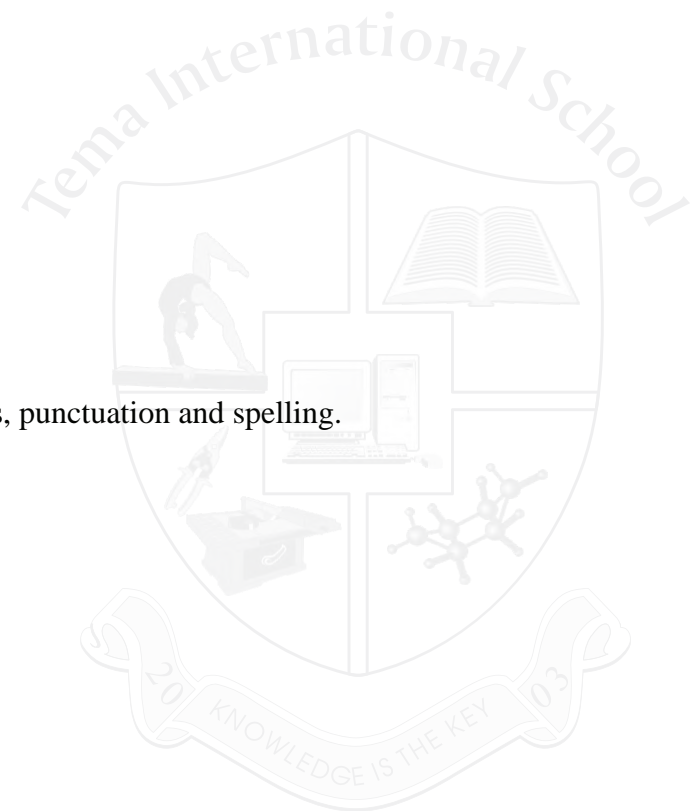 Tema International School
s, punctuation and spelling.
20 03
KNOWLEDGE IS THE KEY